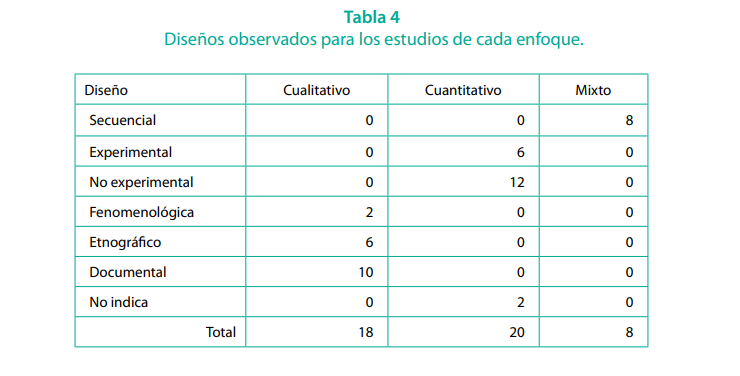 Tabla 4
Diseños observados para los estudios de cada enfoque.
Diseño Cualitativo Cuantitativo Mixto
Secuencial 0 0 8
Experimental 0 6 0
No experimental 0 12 0
Fenomenológica 2 0 0
Etnográfico 6 0 0
Documental 10 0 0
No indica 0 2 0
Total 18 20 8